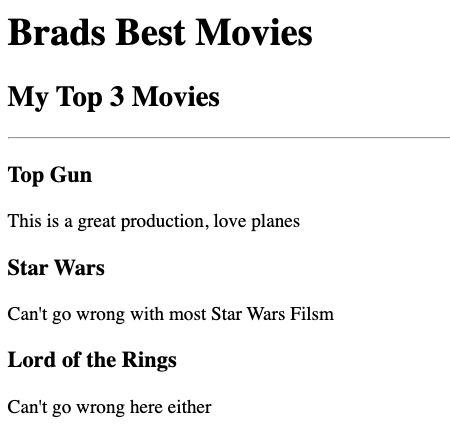 Brads Best Movies
My Top 3 Movies
Top Gun
This is a great production, love planes
Star Wars
Can't go wrong with most Star Wars Filsm
Lord of the Rings
Can't go wrong here either